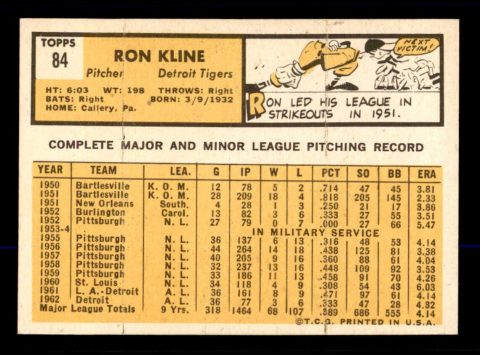 TOPPS
84
RON KLINE
Pitcher Detroit Tigers
HT: 6:03 WT: 198 THROWS: Right
BATS: Right BORN: 3/9/1932
HOME: Callery, Pa.
NEXT VICTIM!
RON LED HIS LEAGUE IN
STRIKEOUTS IN 1951.
COMPLETE MAJOR AND MINOR LEAGUE PITCHING RECORD
YEAR TEAM LEA. G IP W L PCT SO BB ERA
1950 Bartlesville K. O. M. 12 78 5 2 .714 47 45 3.81
1951 Bartlesville K. O. M. 28 209 18 4 .818 205 145 2.33
1951 New Orleans South. 4 28 1 3 .250 21 17 3.86
1952 Burlington Carol. 13 82 3 6 .333 27 55 3.51
1952 Pittsburgh N. L. 27 79 0 7 .000 27 66 5.47
1953-4 IN MILITARY SERVICE
1955 Pittsburgh N. L. 36 137 6 13 .316 48 53 4.14
1956 Pittsburgh N. L. 44 264 14 18 .438 125 81 3.38
1957 Pittsburgh N. L. 40 205 9 16 .360 88 61 4.04
1958 Pittsburgh N. L. 32 237 13 16 .448 109 92 3.53
1959 Pittsburgh N. L. 33 186 11 13 .458 91 70 4.26
1960 St. Louis N. L. 34 118 4 9 .308 54 43 6.03
1961 L. A.-Detroit A. L. 36 161 8 9 .471 97 61
1962 Detroit A. L. 36 77 3 6 .333 47 28 4.32
Major League Totals 9 Yrs. 318 1464 68 107 .389 686 555 4.14
©T.C.G. PRINTED IN U.S.A.